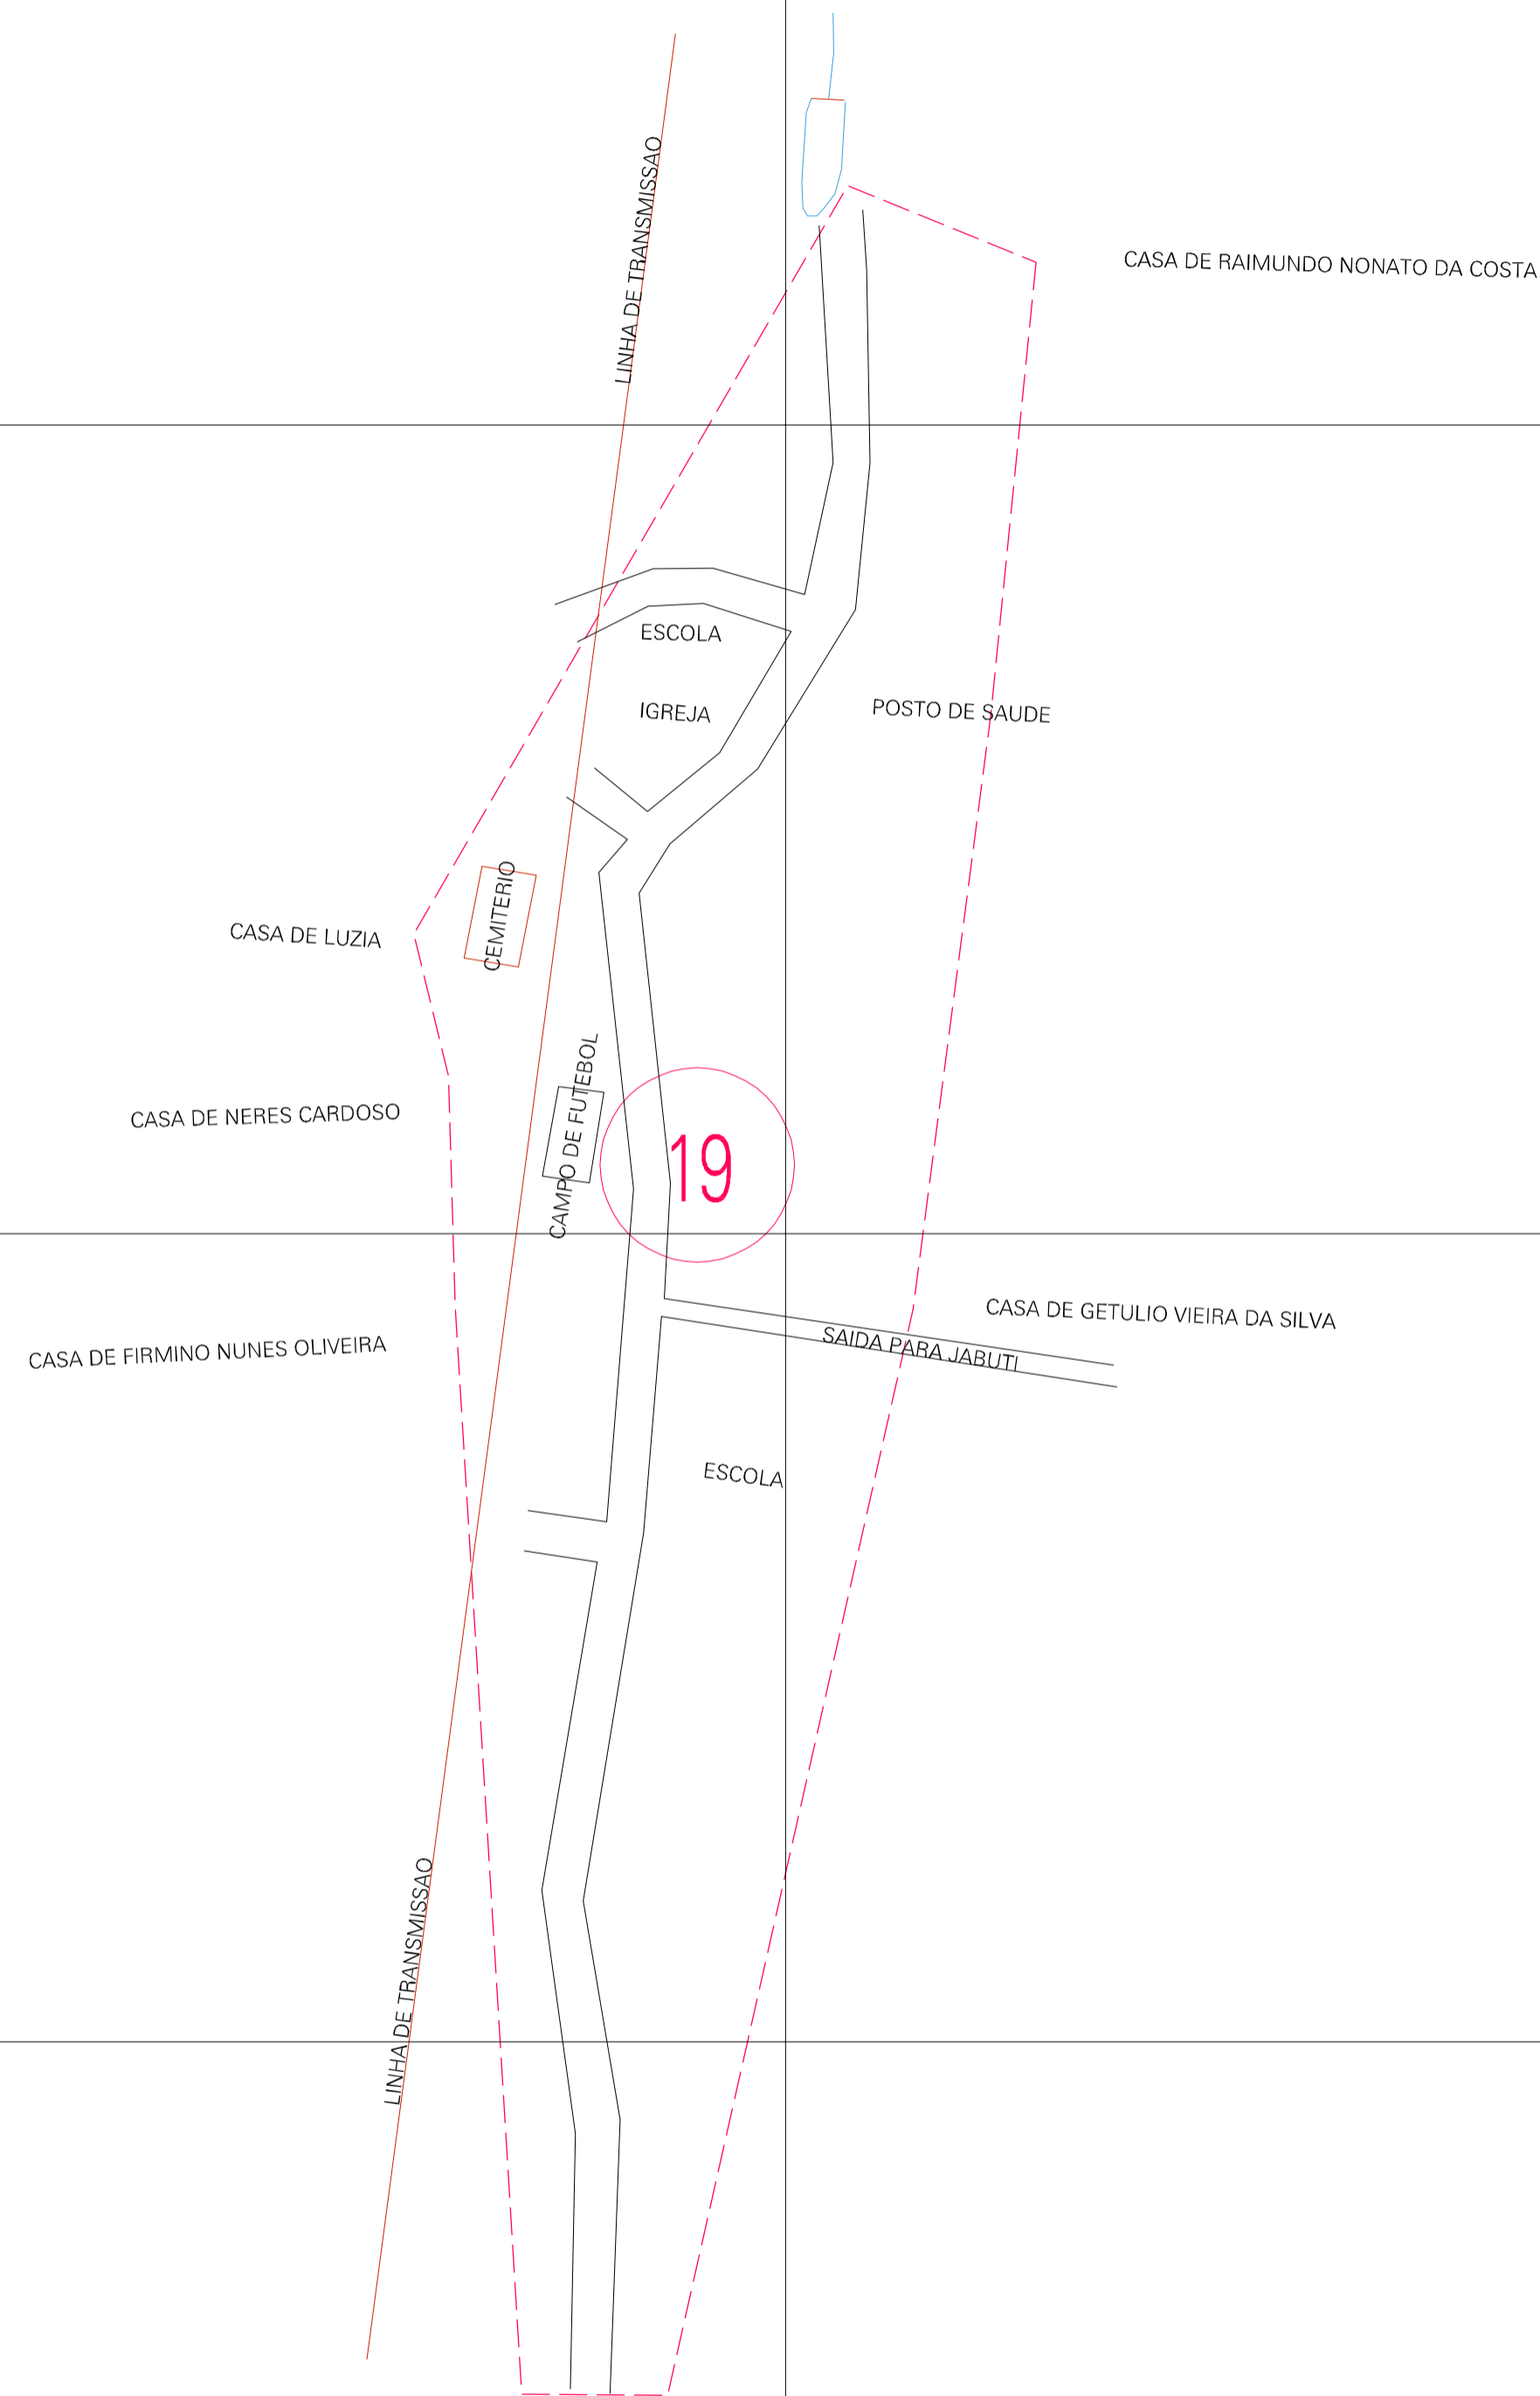 LINHA DE TRANSMISSAO
CASA DE RAIMUNDO NONATO DA COSTA
ESCOLA
IGREJA
POSTO DE SAUDE
CEMITERIO
CASA DE LUZIA
CAMPO DE FUTEBOL
CASA DE NERES CARDOSO
19
CASA DE GETULIO VIEIRA DA SILVA
SAIDA PARA JABUTI
CASA DE FIRMINO NUNES OLIVEIRA
ESCOLA
LINHA DE TRANSMISSAO